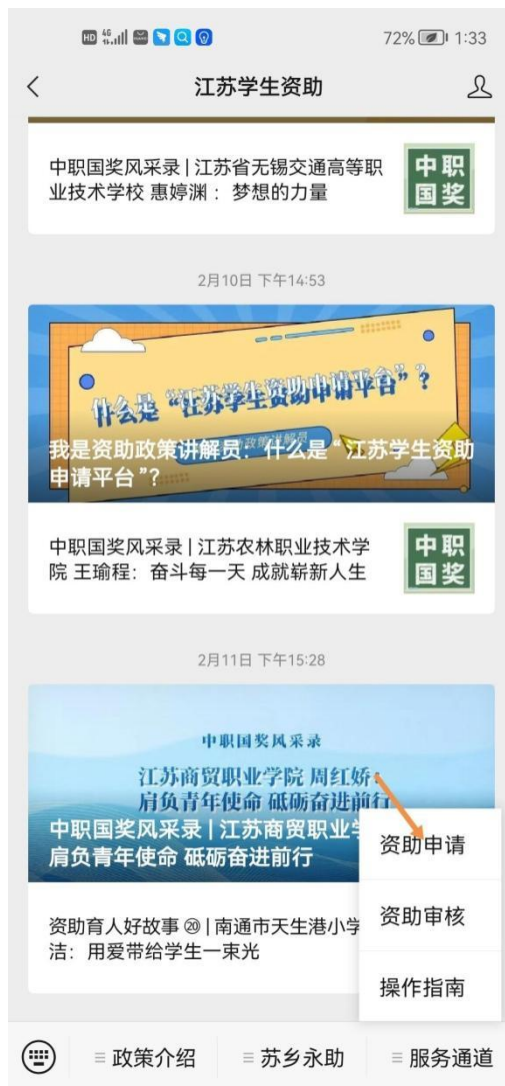 HD 46 72% 1:33
江苏学生资助
中职国奖风采录 | 江苏省无锡交通高等职
业技术学校 惠婷渊 ： 梦想的力量
中职
国奖
2月10日 下午14:53
什么是“江苏学生资助申请平台”？
我是资助政策讲解员：什么是“江苏学生资助
申请平台”？
中职国奖风采录 | 江苏农林职业技术学
院 王瑜程：奋斗每一天 成就崭新人生
中职
国奖
2月11日 下午15:28
中职国奖风采录
江苏商贸职业学院 周红娇：
肩负青年使命 砥砺奋进前行
中职国奖风采录 | 江苏商贸职业学
肩负青年使命 砥砺奋进前行
资助育人好故事 ⑳ | 南通市天生港小学
洁：用爱带给学生一束光
资助申请
资助审核
操作指南
政策介绍
苏乡永助
服务通道